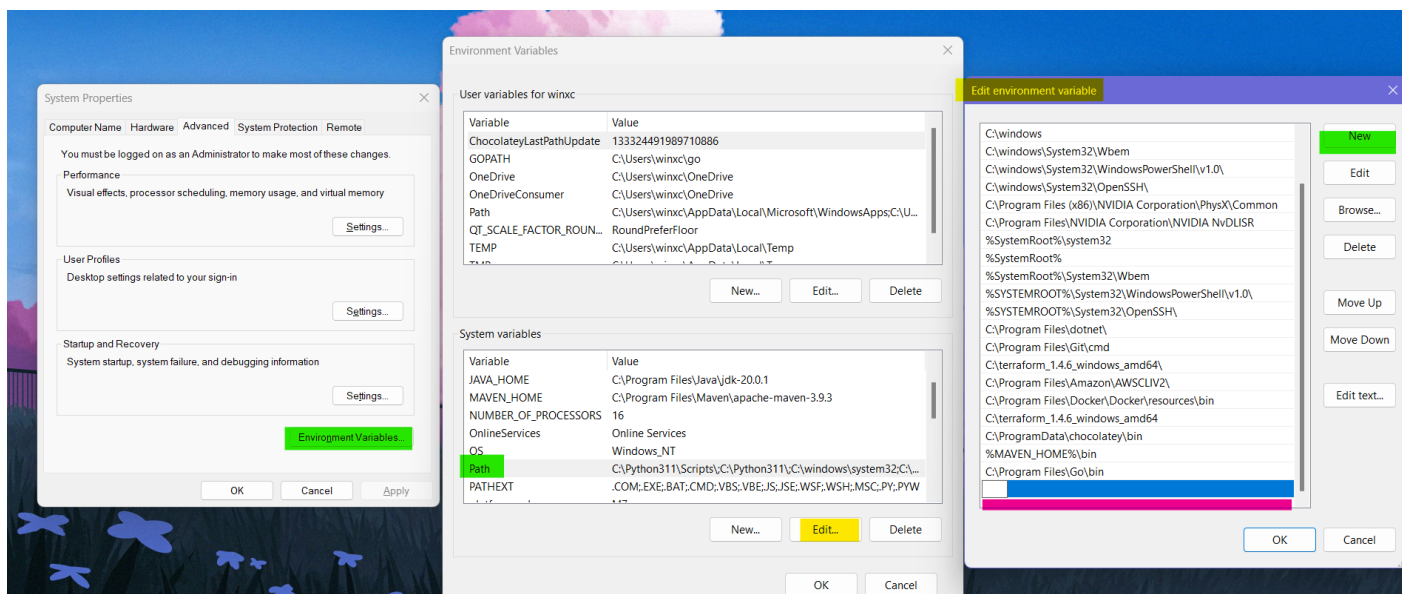 System Properties
Computer Name Hardware Advanced System Protection Remote
You must be logged on as an Administrator to make most of these changes.
Performance
Visual effects, processor scheduling, memory usage, and virtual memory
Settings...
User Profiles
Desktop settings related to your sign-in
Settings...
Startup and Recovery
System startup, system failure, and debugging information
Settings...
Environment Variables...
OK Cancel Apply
Environment Variables
User variables for winxc
Variable Value
ChocolateyLastPathUpdate 133324491989710886
GOPATH C:\Users\winxc\go
OneDrive C:\Users\winxc\OneDrive
OneDriveConsumer C:\Users\winxc\OneDrive
Path C:\Users\winxc\AppData\Local\Microsoft\WindowsApps;C:\U...
QT_SCALE_FACTOR_ROUN... RoundPreferFloor
TEMP C:\Users\winxc\AppData\Local\Temp
New... Edit... Delete
System variables
Variable Value
JAVA_HOME C:\Program Files\Java\jdk-20.0.1
MAVEN_HOME C:\Program Files\Maven\apache-maven-3.9.3
NUMBER_OF_PROCESSORS 16
OnlineServices Online Services
OS Windows_NT
Path C:\Python311\Scripts\;C:\Python311\;C:\windows\system32;C:\...
PATHEXT .COM;.EXE;.BAT;.CMD;.VBS;.VBE;.JS;.JSE;.WSF;.WSH;.MSC;.PY;.PYW
New... Edit... Delete
OK Cancel
Edit environment variable
C:\windows
C:\windows\System32\Wbem
C:\windows\System32\WindowsPowerShell\v1.0\
C:\windows\System32\OpenSSH\
C:\Program Files (x86)\NVIDIA Corporation\PhysX\Common
C:\Program Files\NVIDIA Corporation\NVIDIA NvDLISR
%SystemRoot%\system32
%SystemRoot%
%SystemRoot%\System32\Wbem
%SYSTEMROOT%\System32\WindowsPowerShell\v1.0\
%SYSTEMROOT%\System32\OpenSSH\
C:\Program Files\dotnet\
C:\Program Files\Git\cmd
C:\terraform_1.4.6_windows_amd64\
C:\Program Files\Amazon\AWSCLIV2\
C:\Program Files\Docker\Docker\resources\bin
C:\terraform_1.4.6_windows_amd64
C:\ProgramData\chocolatey\bin
%MAVEN_HOME%\bin
C:\Program Files\Go\bin
New
Edit
Browse...
Delete
Move Up
Move Down
Edit text...
OK Cancel